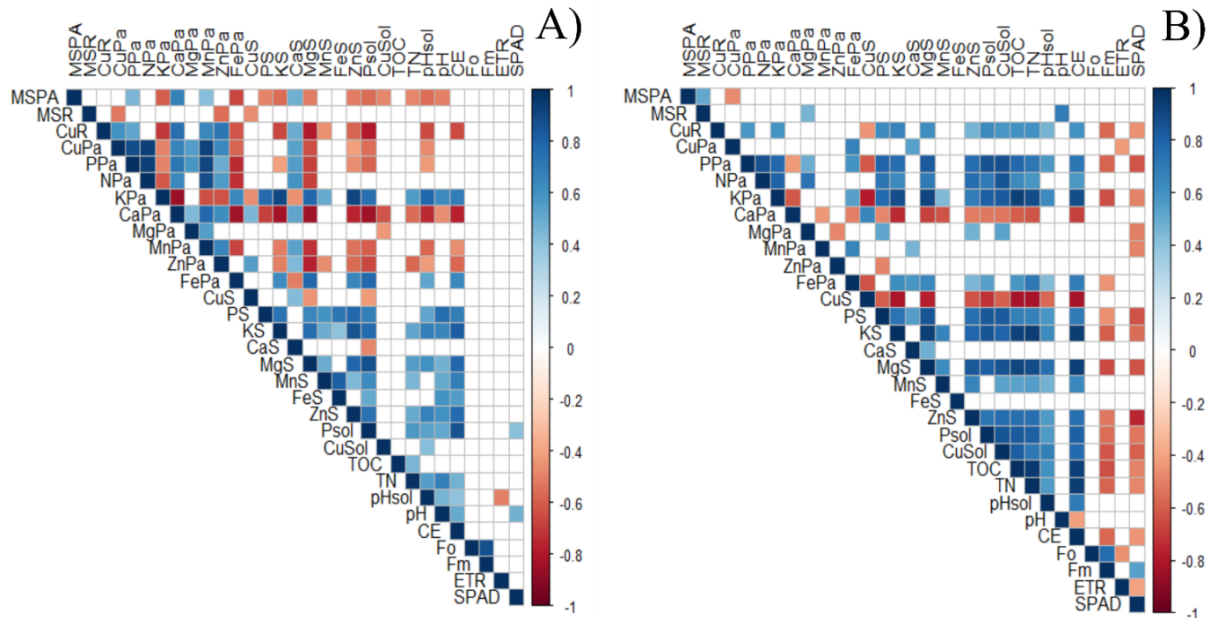 A)
MSPA MSR CuR CuPa PPa NPa KPa CaPa MgPa MnPa ZnPa FePa CuS PS KS CaS MgS MnS FeS ZnS Psol CuSol TOC TN pHsol pH CE Fo Fm ETR SPAD
MSPA
MSR
CuR
CuPa
PPa
NPa
KPa
CaPa
MgPa
MnPa
ZnPa
FePa
CuS
PS
KS
CaS
MgS
MnS
FeS
ZnS
Psol
CuSol
TOC
TN
pHsol
pH
CE
Fo
Fm
ETR
SPAD
1
0.8
0.6
0.4
0.2
0
-0.2
-0.4
-0.6
-0.8
-1
B)
MSPA MSR CuR CuPa PPa NPa KPa CaPa MgPa MnPa ZnPa FePa CuS PS KS CaS MgS MnS FeS ZnS Psol CuSol TOC TN pHsol pH CE Fo Fm ETR SPAD
MSPA
MSR
CuR
CuPa
PPa
NPa
KPa
CaPa
MgPa
MnPa
ZnPa
FePa
CuS
PS
KS
CaS
MgS
MnS
FeS
ZnS
Psol
CuSol
TOC
TN
pHsol
pH
CE
Fo
Fm
ETR
SPAD
1
0.8
0.6
0.4
0.2
0
-0.2
-0.4
-0.6
-0.8
-1